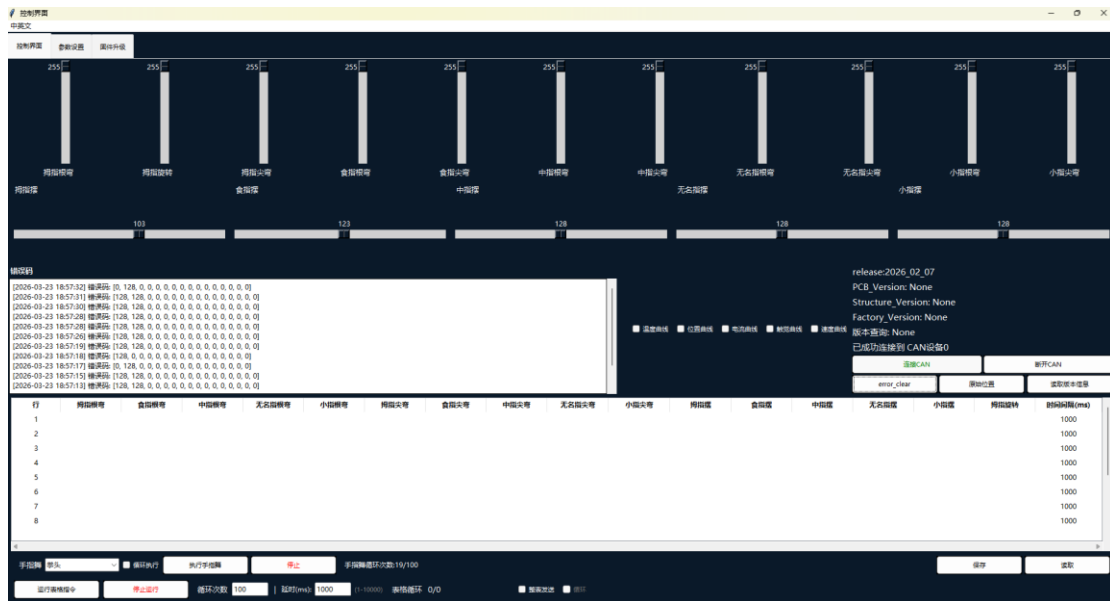 控制界面
中英文
控制界面 参数设置 固件升级
255 255 255 255 255 255 255 255 255 255 255
拇指根弯 拇指旋转 拇指尖弯 食指根弯 食指尖弯 中指根弯 中指尖弯 无名指根弯 无名指尖弯 小指根弯 小指尖弯
拇指摆 食指摆 中指摆 无名指摆 小指摆
103 123 128 128 128
错误码
[2026-03-23 18:57:32] 错误码: [0, 128, 0, 0, 0, 0, 0, 0, 0, 0, 0, 0, 0, 0, 0, 0]
[2026-03-23 18:57:31] 错误码: [128, 128, 0, 0, 0, 0, 0, 0, 0, 0, 0, 0, 0, 0, 0, 0]
[2026-03-23 18:57:30] 错误码: [128, 128, 0, 0, 0, 0, 0, 0, 0, 0, 0, 0, 0, 0, 0, 0]
[2026-03-23 18:57:28] 错误码: [128, 128, 0, 0, 0, 0, 0, 0, 0, 0, 0, 0, 0, 0, 0, 0]
[2026-03-23 18:57:28] 错误码: [128, 128, 0, 0, 0, 0, 0, 0, 0, 0, 0, 0, 0, 0, 0, 0]
[2026-03-23 18:57:26] 错误码: [128, 128, 0, 0, 0, 0, 0, 0, 0, 0, 0, 0, 0, 0, 0, 0]
[2026-03-23 18:57:19] 错误码: [128, 128, 0, 0, 0, 0, 0, 0, 0, 0, 0, 0, 0, 0, 0, 0]
[2026-03-23 18:57:18] 错误码: [128, 0, 0, 0, 0, 0, 0, 0, 0, 0, 0, 0, 0, 0, 0, 0]
[2026-03-23 18:57:17] 错误码: [0, 128, 0, 0, 0, 0, 0, 0, 0, 0, 0, 0, 0, 0, 0, 0]
[2026-03-23 18:57:15] 错误码: [128, 128, 0, 0, 0, 0, 0, 0, 0, 0, 0, 0, 0, 0, 0, 0]
[2026-03-23 18:57:13] 错误码: [128, 128, 0, 0, 0, 0, 0, 0, 0, 0, 0, 0, 0, 0, 0, 0]
温度曲线 位置曲线 电流曲线 触觉曲线 速度曲线
release:2026_02_07
PCB_Version: None
Structure_Version: None
Factory_Version: None
版本查询: None
已成功连接到 CAN设备0
连接CAN 断开CAN
error_clear 原始位置 读取版本信息
行 拇指根弯 食指根弯 中指根弯 无名指根弯 小指根弯 拇指尖弯 食指尖弯 中指尖弯 无名指尖弯 小指尖弯 拇指摆 食指摆 中指摆 无名指摆 小指摆 拇指旋转 时间间隔(ms)
1 1000
2 1000
3 1000
4 1000
5 1000
6 1000
7 1000
8 1000
手指舞 拳头 循环执行 执行手指舞 停止 手指舞循环次数:19/100 保存 读取
运行表格指令 停止运行 循环次数 100 | 延时(ms): 1000 (1-10000) 表格循环 0/0 整表发送 循环